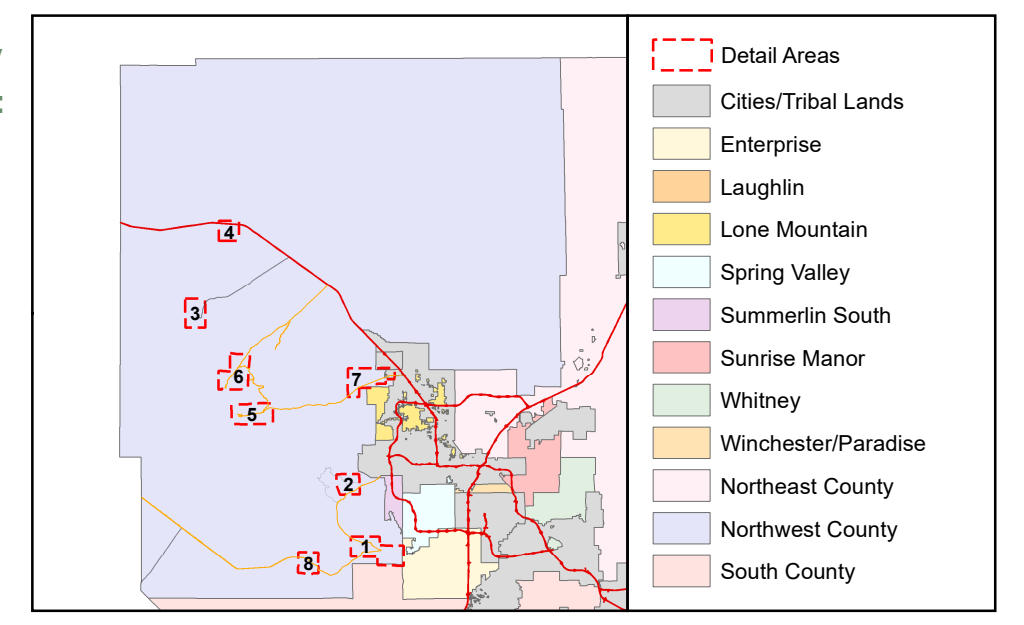 Detail Areas
Cities/Tribal Lands
Enterprise
Laughlin
Lone Mountain
Spring Valley
Summerlin South
Sunrise Manor
Whitney
Winchester/Paradise
Northeast County
Northwest County
South County
4
3
6
7
5
2
1
8